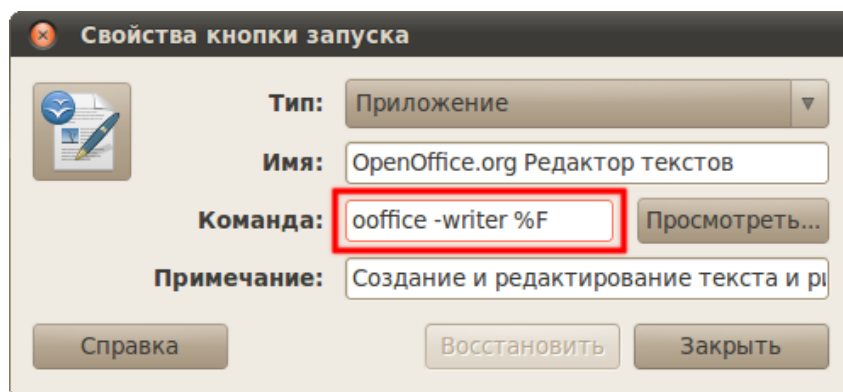 Свойства кнопки запуска
Тип: Приложение
Имя: OpenOffice.org Редактор текстов
Команда: ooffice -writer %F Просмотреть...
Примечание: Создание и редактирование текста и
Справка Восстановить Закрыть